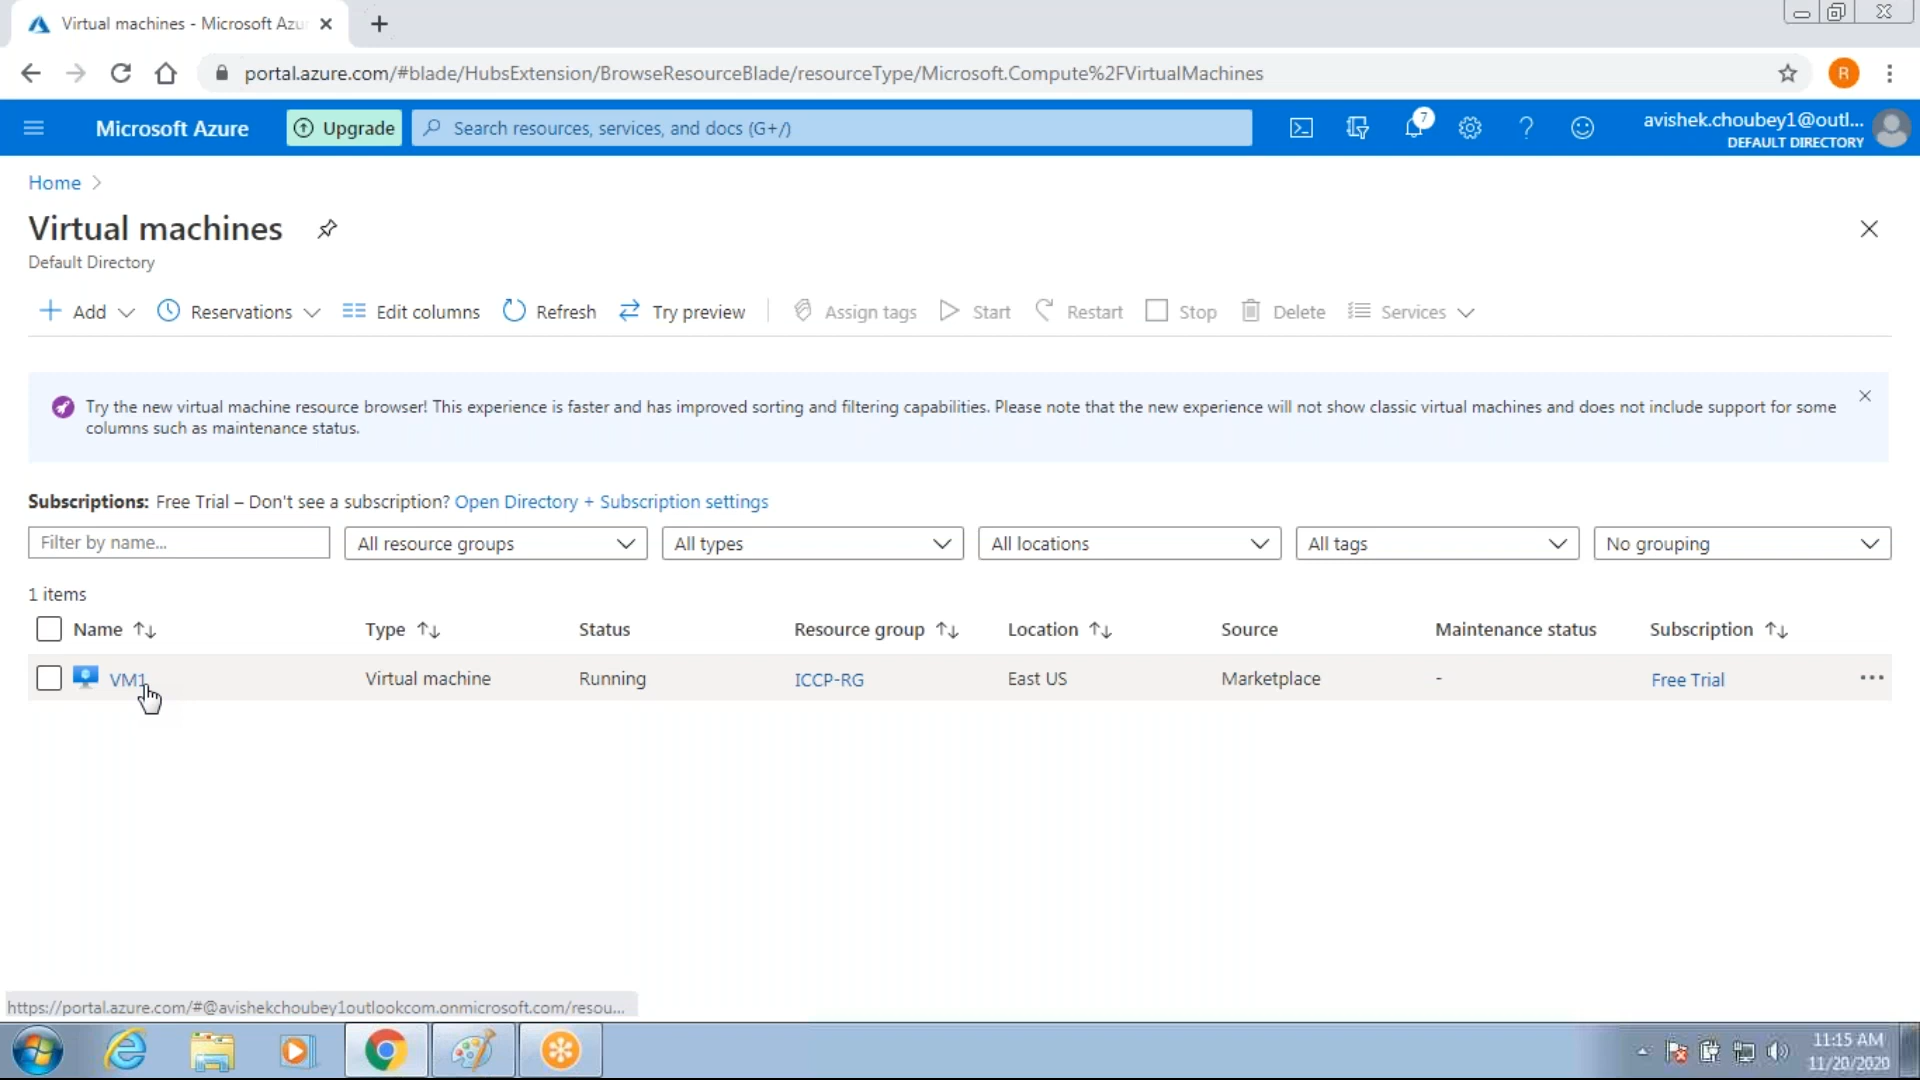 Virtual machines - Microsoft Azu
portal.azure.com/#blade/HubsExtension/BrowseResourceBlade/resourceType/Microsoft.Compute%2FVirtualMachines
R
Microsoft Azure
Upgrade
Search resources, services, and docs (G+/)
7
avishek.choubey1@outl...
DEFAULT DIRECTORY
Home
Virtual machines
Default Directory
Add
Reservations
Edit columns
Refresh
Try preview
Assign tags
Start
Restart
Stop
Delete
Services
Try the new virtual machine resource browser! This experience is faster and has improved sorting and filtering capabilities. Please note that the new experience will not show classic virtual machines and does not include support for some
columns such as maintenance status.
Subscriptions: Free Trial – Don't see a subscription? Open Directory + Subscription settings
Filter by name...
All resource groups
All types
All locations
All tags
No grouping
1 items
Name Type Status Resource group Location Source Maintenance status Subscription
VM1 Virtual machine Running ICCP-RG East US Marketplace - Free Trial ...
https://portal.azure.com/#@avishekchoubey1outlookcom.onmicrosoft.com/resou...
11:15 AM
11/20/2020